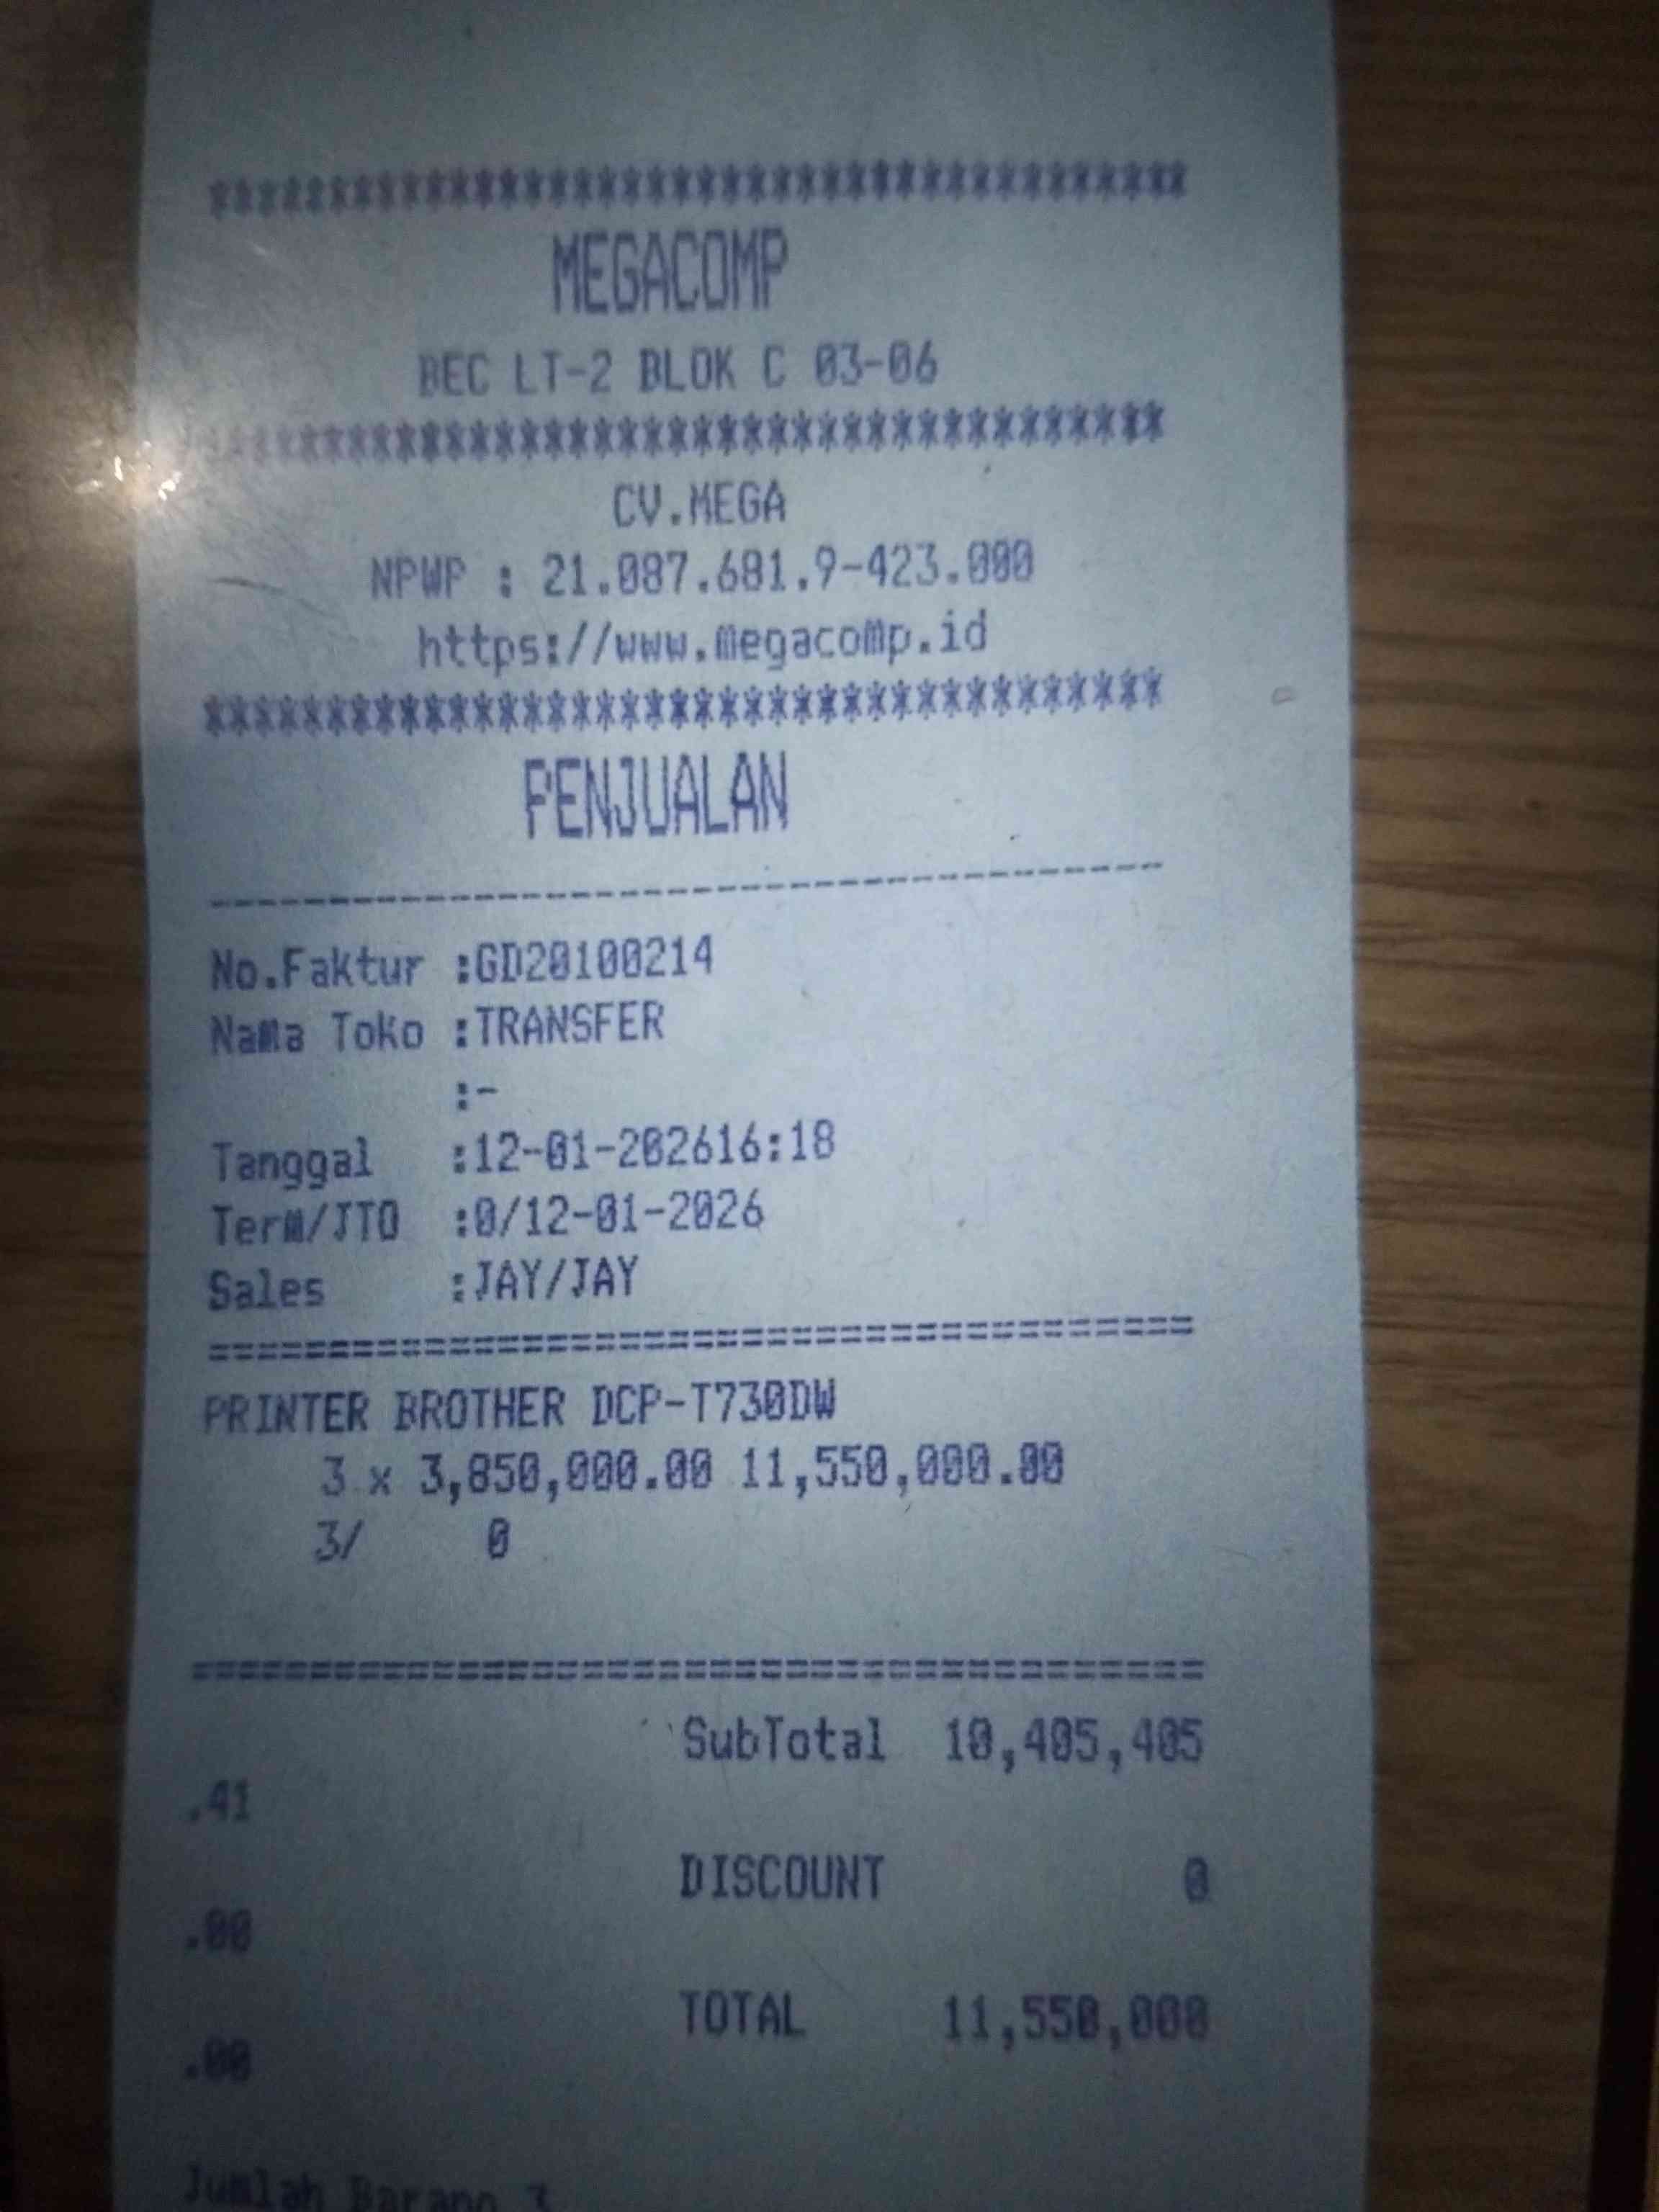 ****************************************
MEGACOMP
BEC LT-2 BLOK C 03-06
****************************************
CV.MEGA
NPWP : 21.087.681.9-423.000
https://www.megacomp.id
****************************************
PENJUALAN
----------------------------------------
No.Faktur :GD20100214
Nama Toko :TRANSFER
:-
Tanggal :12-01-202616:18
Term/JTO :0/12-01-2026
Sales :JAY/JAY
========================================
PRINTER BROTHER DCP-T730DW
3 x 3,850,000.00 11,550,000.00
3/ 0
========================================
SubTotal 10,405,405
.41
DISCOUNT 0
.00
TOTAL 11,550,000
.00
Jumlah Barang 3